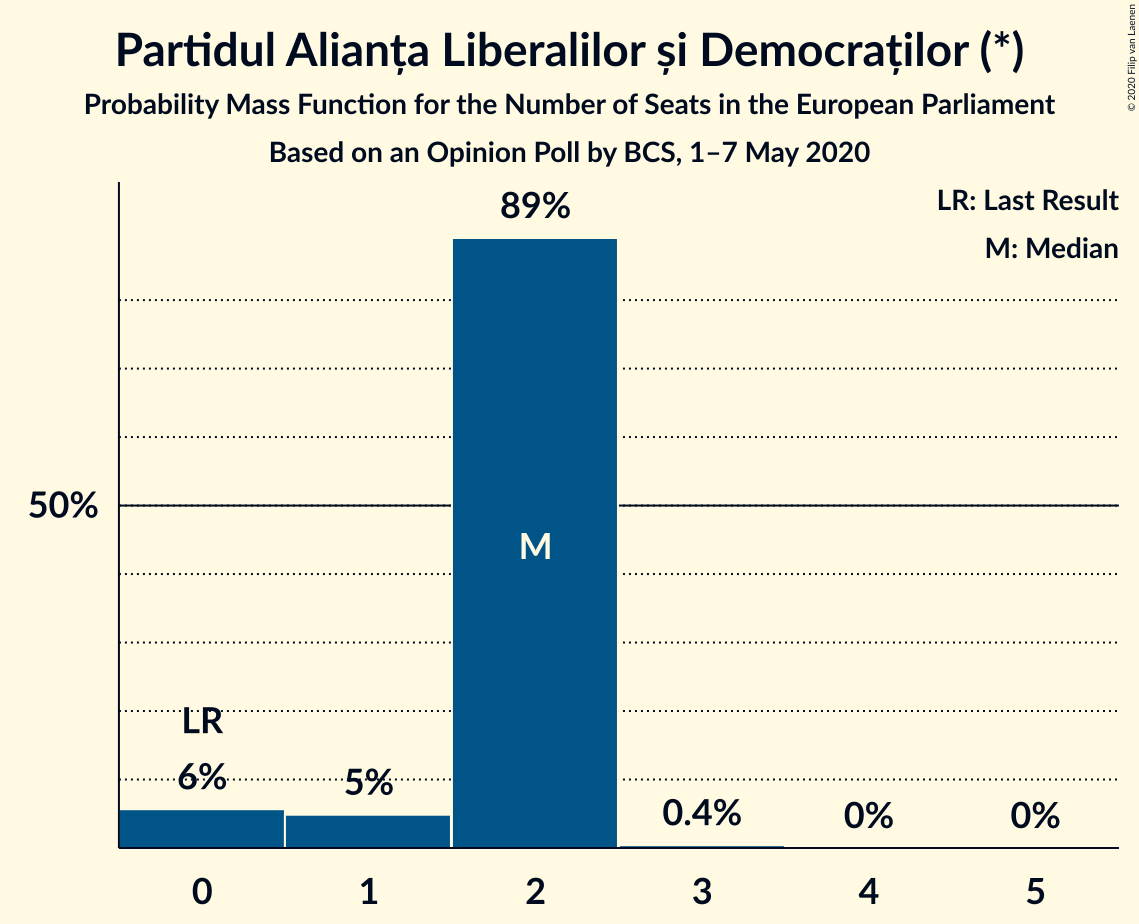 Partidul Alianța Liberalilor și Democraților (*)
Probability Mass Function for the Number of Seats in the European Parliament
Based on an Opinion Poll by BCS, 1–7 May 2020
© 2020 Filip van Laenen
LR: Last Result
M: Median
89%
50%
M
LR
6%
5%
0.4%
0%
0%
0
1
2
3
4
5